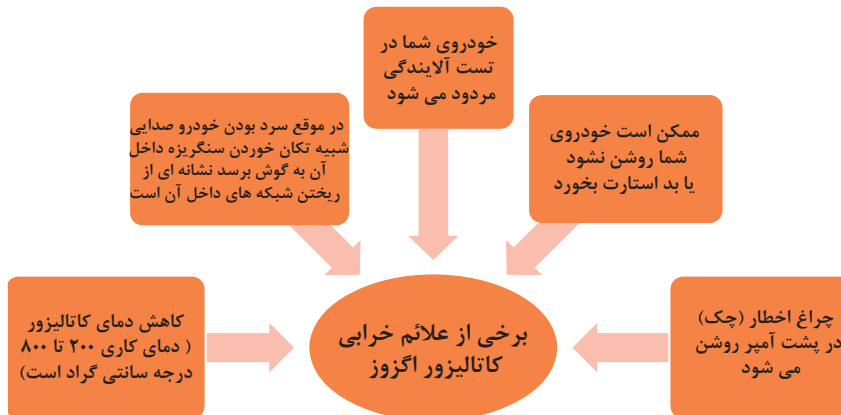 خودروی شما در
تست آلایندگی
مردود می شود
ممکن است خودروی
شما روشن نشود
یا بد استارت بخورد
در موقع سرد بودن خودرو صدایی
شبیه تکان خوردن سنگریزه داخل
آن به گوش برسد نشانه ای از
ریختن شبکه های داخل آن است
چراغ اخطار (چک)
در پشت آمپر روشن
می شود
برخی از علائم خرابی
کاتالیزور اگزوز
کاهش دمای کاتالیزور
( دمای کاری ۲۰۰ تا ۸۰۰
درجه سانتی گراد است)